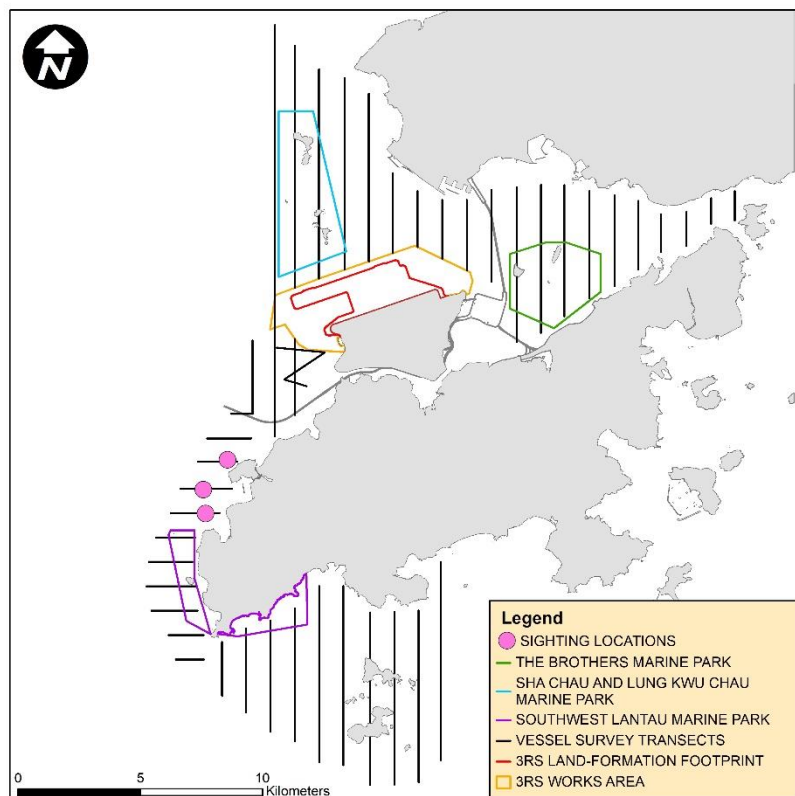 N
Legend
SIGHTING LOCATIONS
THE BROTHERS MARINE PARK
SHA CHAU AND LUNG KWU CHAU
MARINE PARK
SOUTHWEST LANTAU MARINE PARK
VESSEL SURVEY TRANSECTS
3RS LAND-FORMATION FOOTPRINT
3RS WORKS AREA
0 5 10
Kilometers